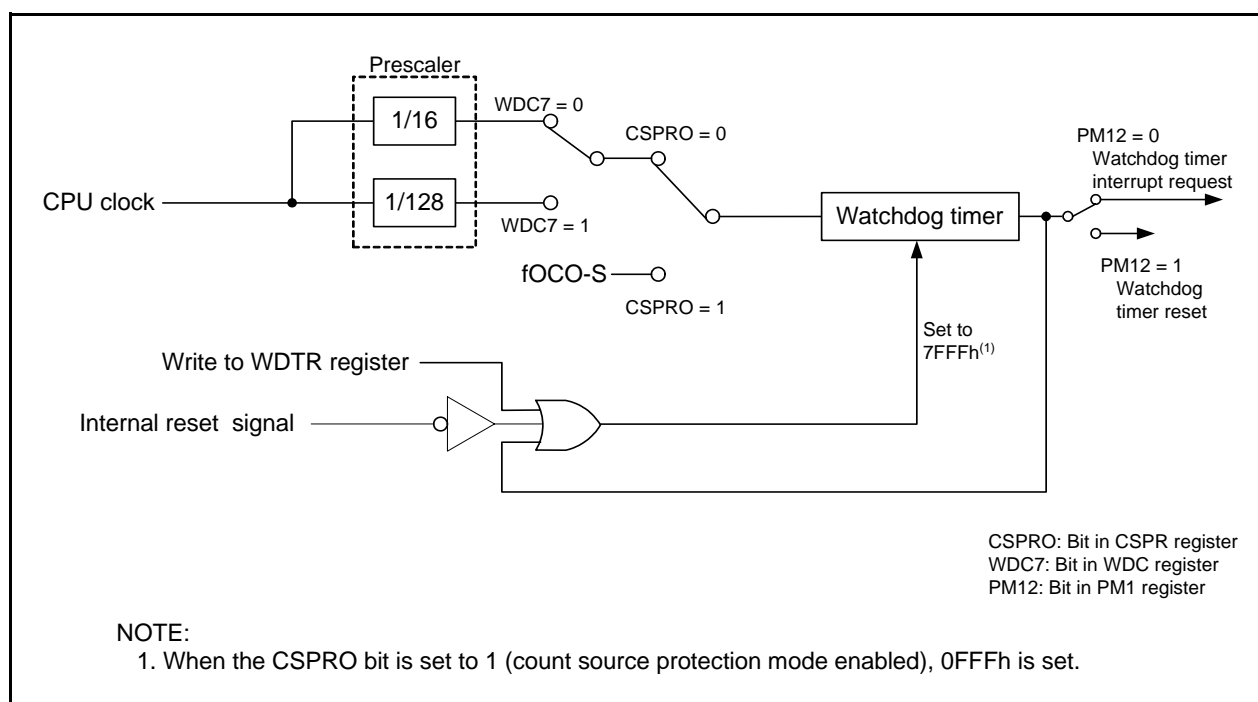 Prescaler
1/16
WDC7 = 0
CSPRO = 0
PM12 = 0
Watchdog timer
interrupt request
CPU clock
1/128
WDC7 = 1
Watchdog timer
fOCO-S
CSPRO = 1
PM12 = 1
Watchdog
timer reset
Set to
7FFFh(1)
Write to WDTR register
Internal reset signal
CSPRO: Bit in CSPR register
WDC7: Bit in WDC register
PM12: Bit in PM1 register
NOTE:
1. When the CSPRO bit is set to 1 (count source protection mode enabled), 0FFFh is set.